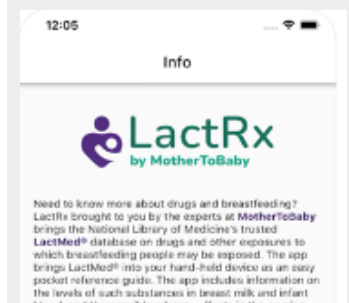 12:05
Info
LactRx
by MotherToBaby
Need to know more about drugs and breastfeeding?
LactRx brought to you by the experts at MotherToBaby
brings the National Library of Medicine's trusted
LactMed® database on drugs and other exposures to
which breastfeeding people may be exposed. The app
brings LactMed® into your hand-held device as an easy
pocket reference guide. The app includes information on
the levels of such substances in breast milk and infant